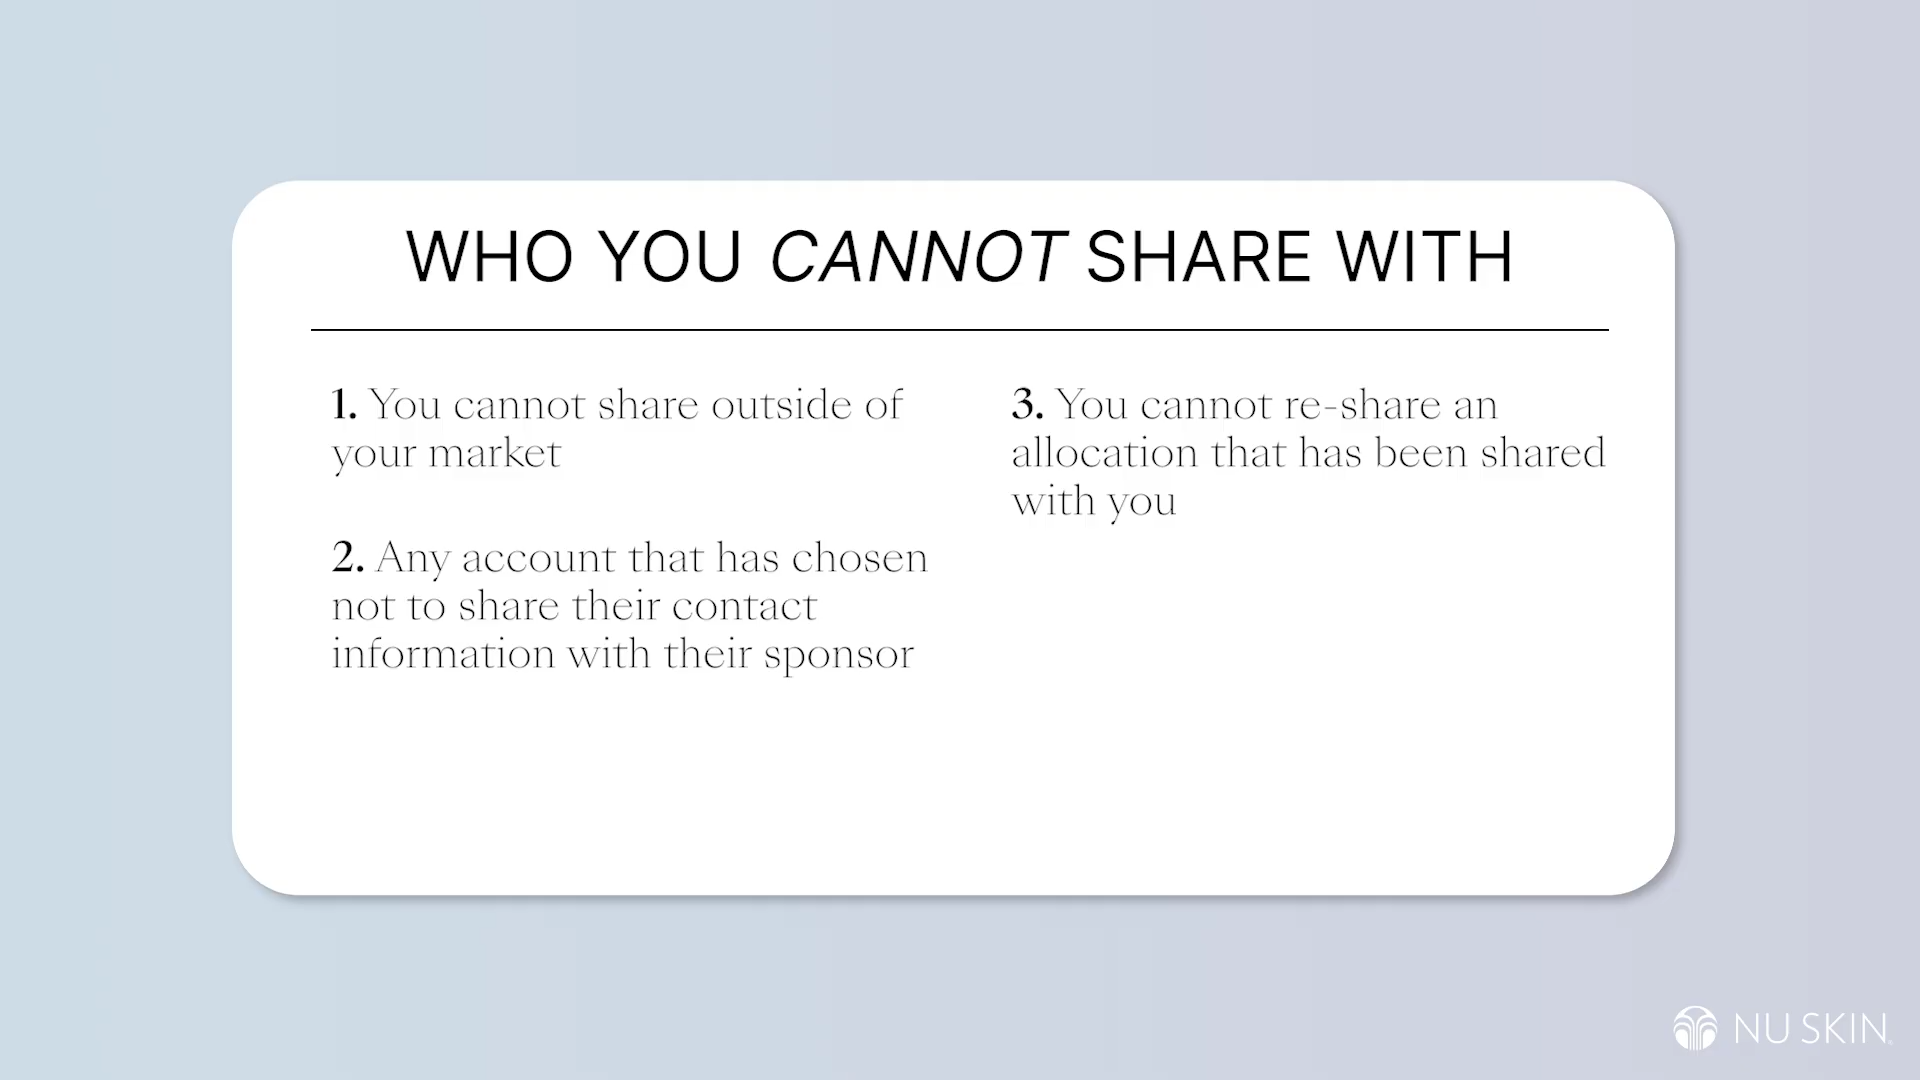 WHO YOU CANNOT SHARE WITH
1. You cannot share outside of
your market
2. Any account that has chosen
not to share their contact
information with their sponsor
3. You cannot re-share an
allocation that has been shared
with you
NU SKIN